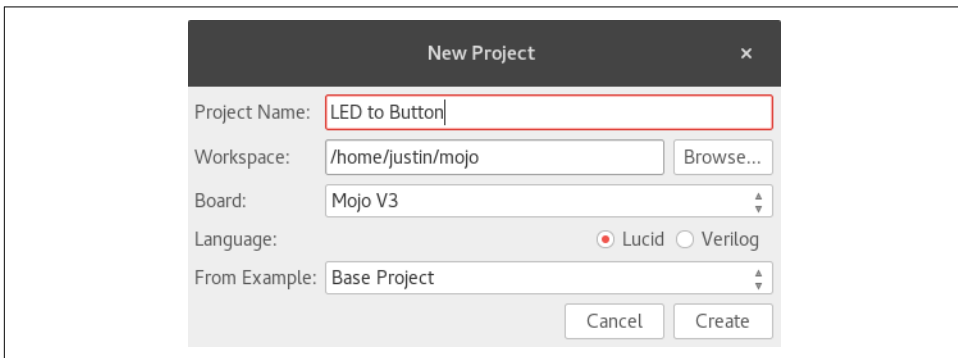 New Project ×
Project Name: LED to Button
Workspace: /home/justin/mojo Browse...
Board: Mojo V3
Language: Lucid Verilog
From Example: Base Project
Cancel Create